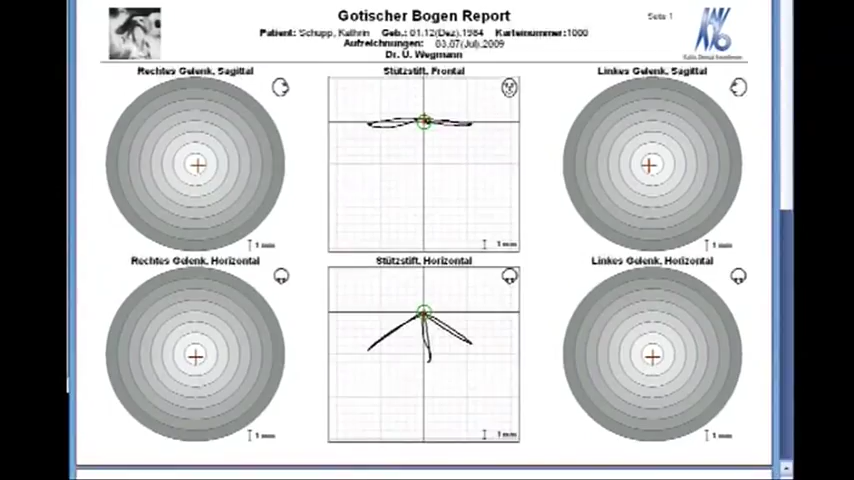 Gotischer Bogen Report
Seite 1
Patient: Schupp, Kathrin Geb.: 01.12(Dez).1984 Karteinummer:1000
Aufzeichnungen: 03.07(Jul).2009
Dr. U. Wegmann
Rechtes Gelenk, Sagittal
Stützstift, Frontal
Linkes Gelenk, Sagittal
1 mm
1 mm
1 mm
Rechtes Gelenk, Horizontal
Stützstift, Horizontal
Linkes Gelenk, Horizontal
1 mm
1 mm
1 mm